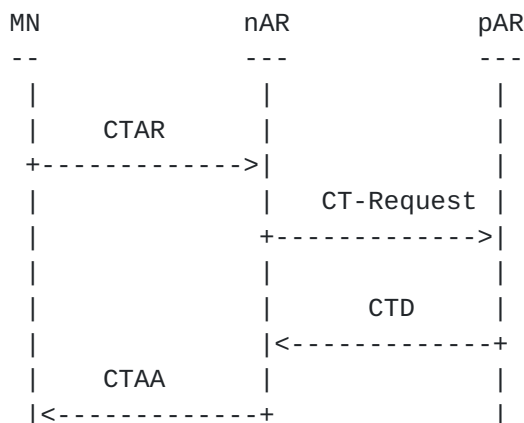 MN nAR pAR
-- --- ---
| | |
| CTAR | |
+------------->| |
| | CT-Request |
| +------------->|
| | |
| | CTD |
| |<-------------+
| CTAA | |
|<-------------+ |